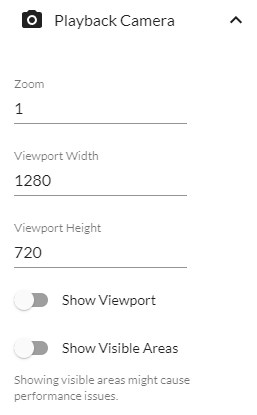 Playback Camera
Zoom
1
Viewport Width
1280
Viewport Height
720
Show Viewport
Show Visible Areas
Showing visible areas might cause
performance issues.